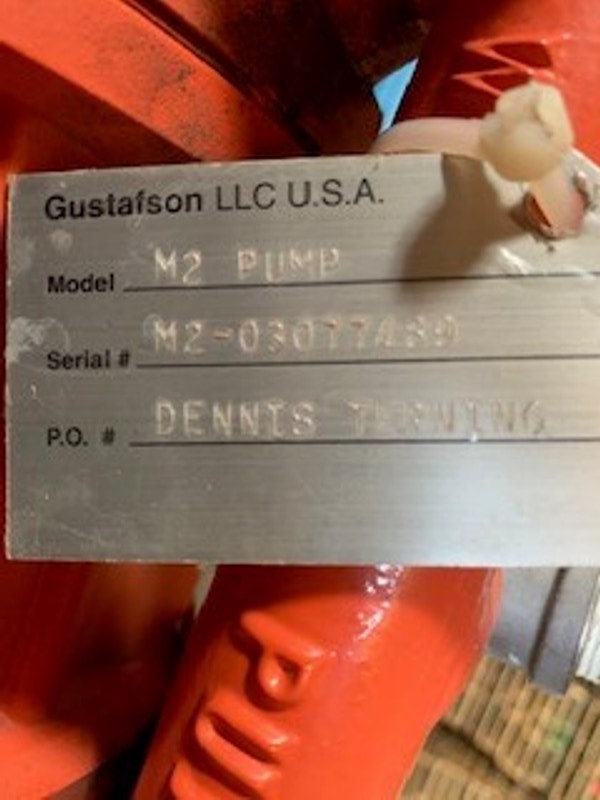 Gustafson LLC U.S.A.
Model M2 PUMP
Serial #
P.O. # DENNIS